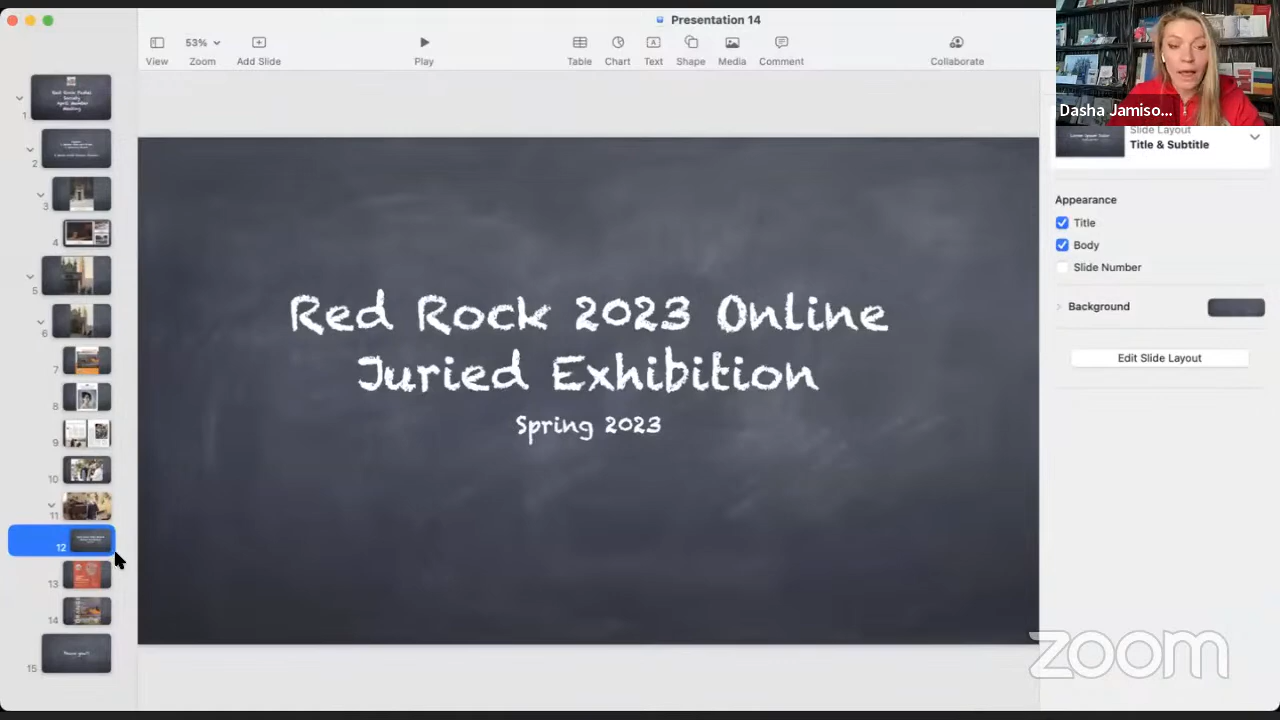 Presentation 14
View
53%
Zoom
Add Slide
Play
Table
Chart
Text
Shape
Media
Comment
Collaborate
Dasha Jamiso...
Slide Layout
Title & Subtitle
Appearance
Title
Body
Slide Number
Background
Edit Slide Layout
Red Rock 2023 Online
Juried Exhibition
Spring 2023
1
2
3
4
5
6
7
8
9
10
11
12
13
14
15
zoom